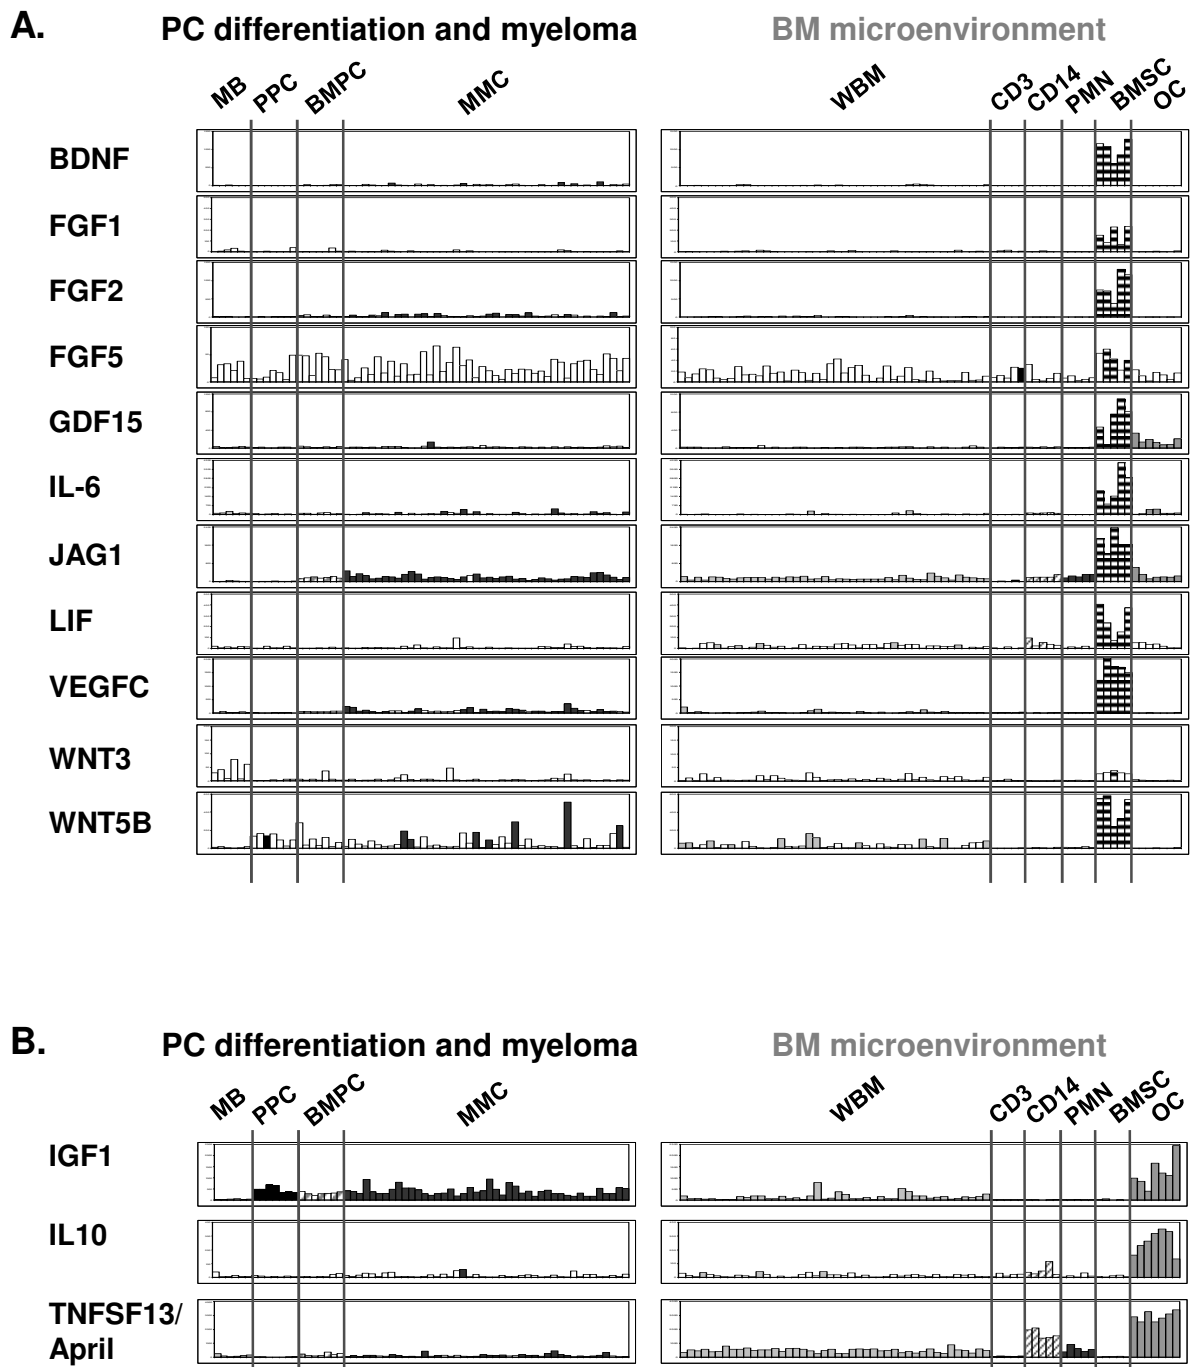 A.
PC differentiation and myeloma
BM microenvironment
MB PPC BMPC MMC WBM CD3 CD14 PMN BMSC OC
BDNF
FGF1
FGF2
FGF5
GDF15
IL-6
JAG1
LIF
VEGFC
WNT3
WNT5B
B.
PC differentiation and myeloma
BM microenvironment
MB PPC BMPC MMC WBM CD3 CD14 PMN BMSC OC
IGF1
IL10
TNFSF13/
April